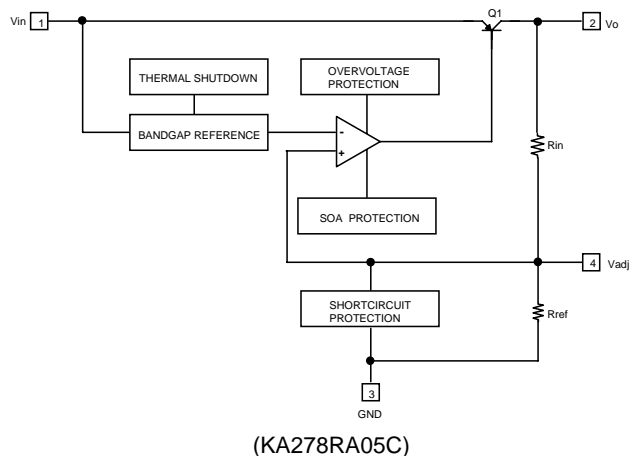 Q1
Vin 1
2 Vo
THERMAL SHUTDOWN
OVERVOLTAGE
PROTECTION
BANDGAP REFERENCE
-
+
Rin
SOA PROTECTION
4 Vadj
SHORTCIRCUIT
PROTECTION
Rref
3
GND
(KA278RA05C)